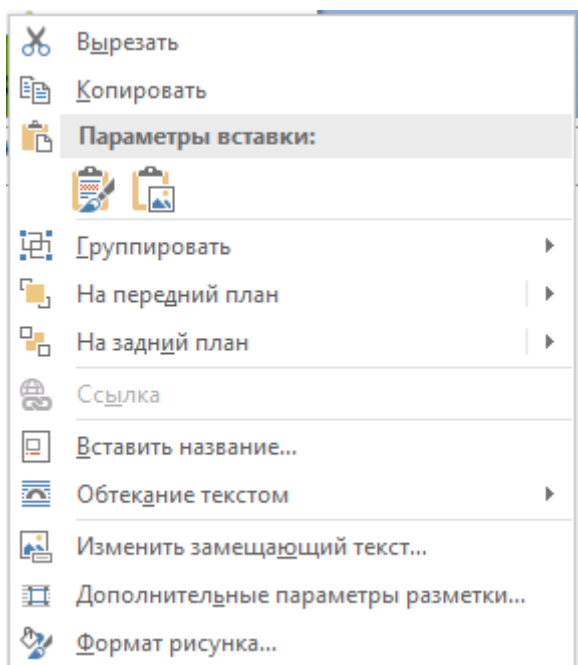 Вырезать
Копировать
Параметры вставки:
Группировать
На передний план
На задний план
Ссылка
Вставить название...
Обтекание текстом
Изменить замещающий текст...
Дополнительные параметры разметки...
Формат рисунка...